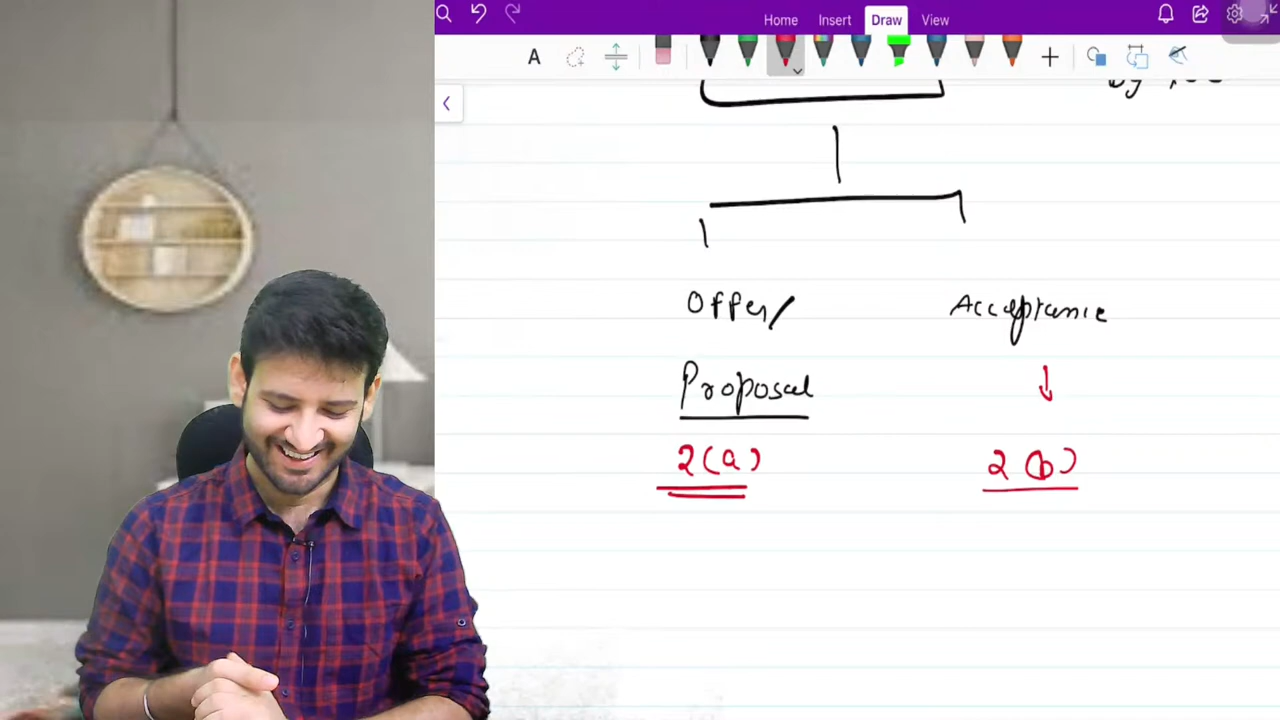 Home Insert Draw View
A
Offer/ Acceptance
Proposal
2(a) 2(b)